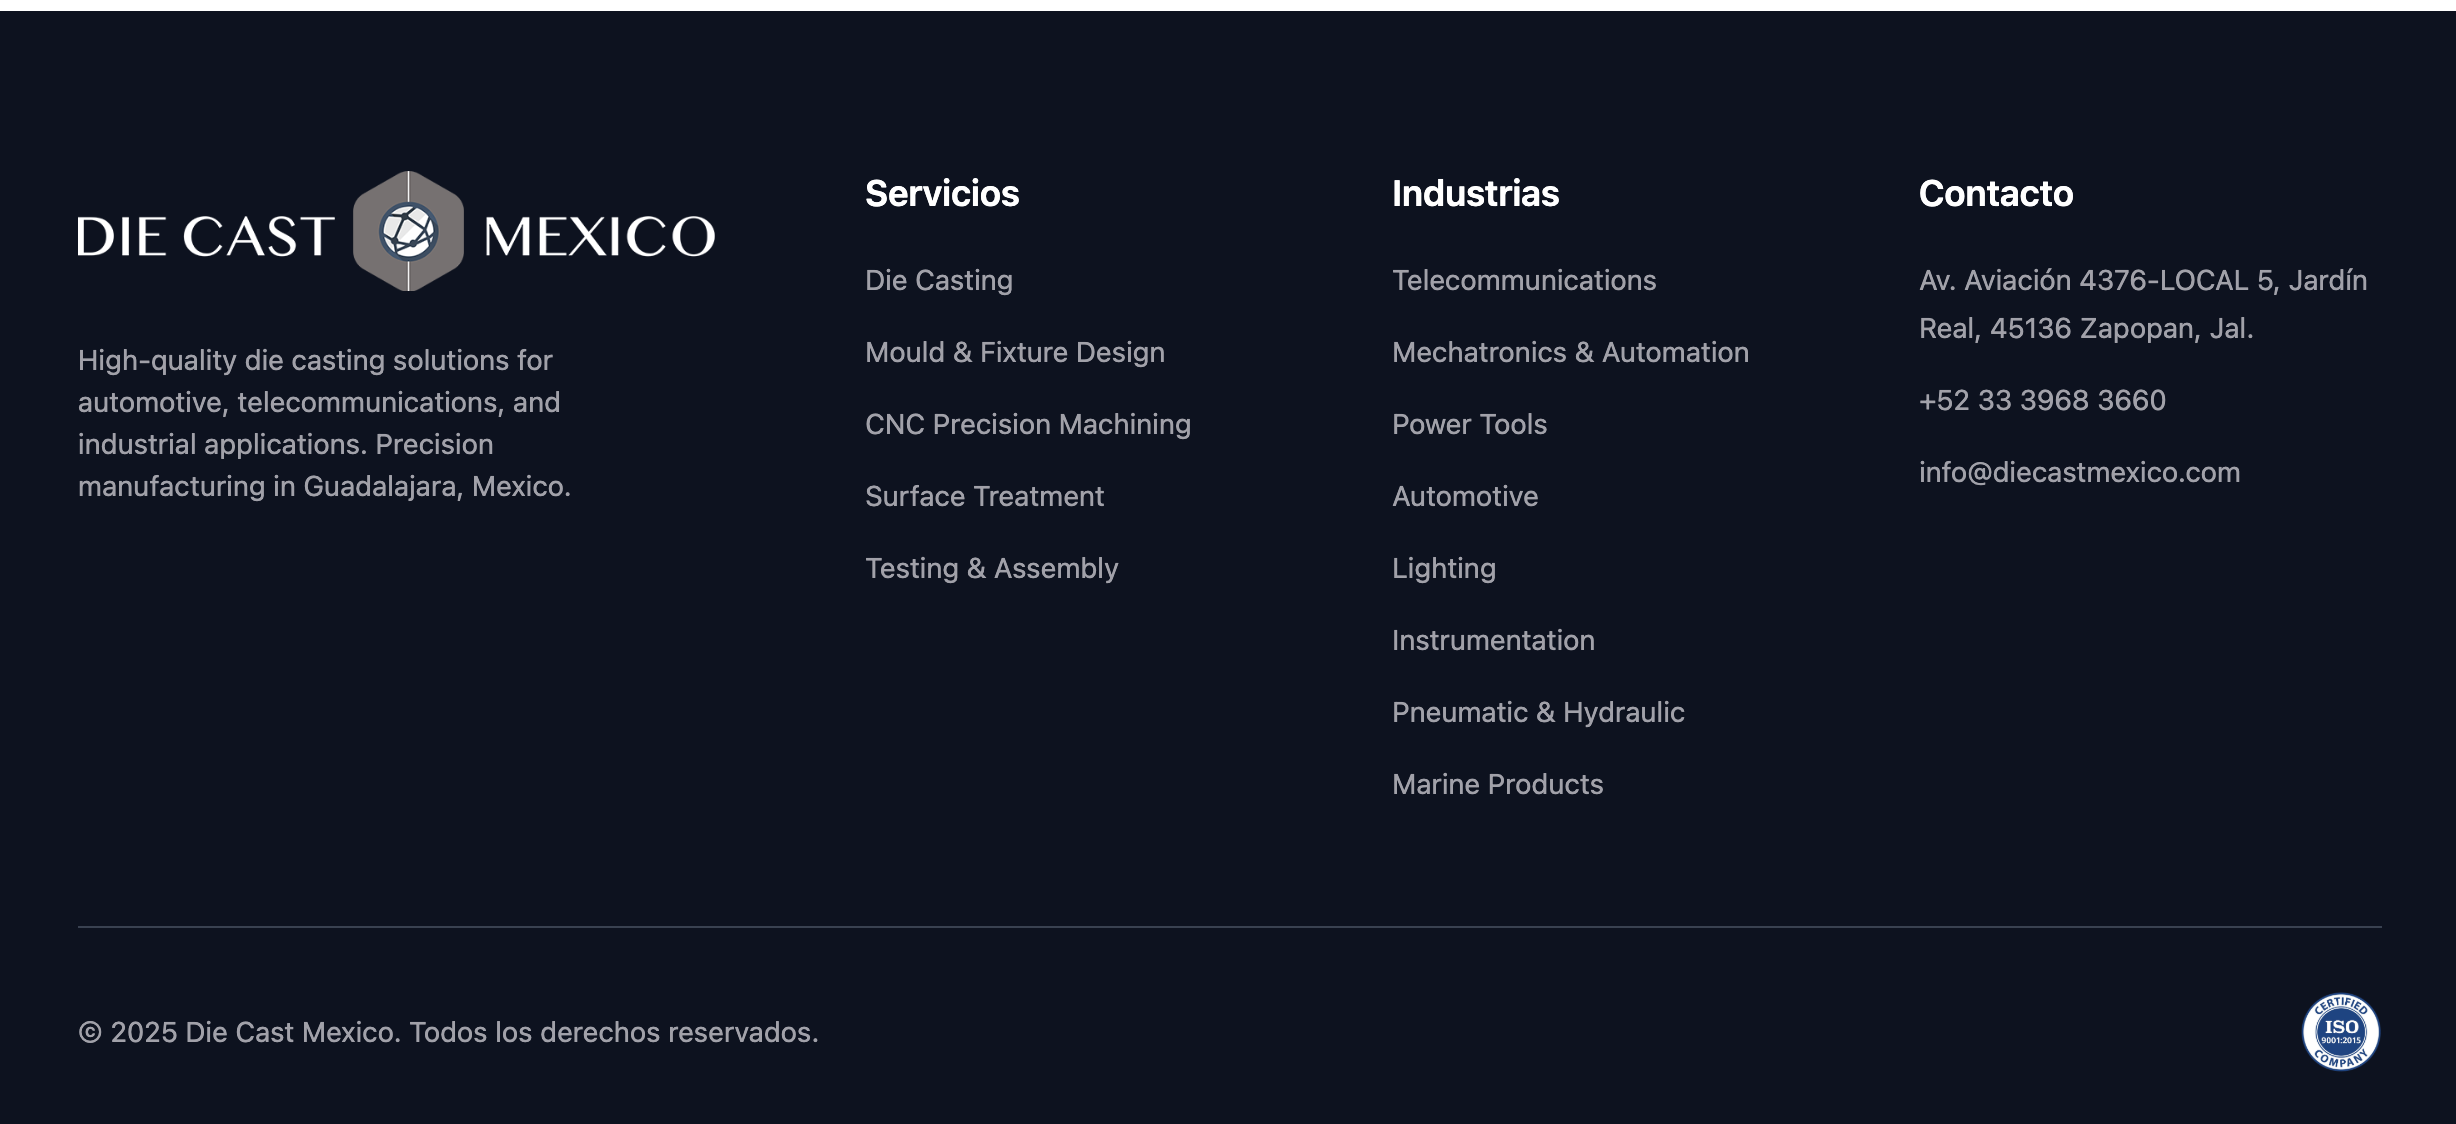 DIE CAST MEXICO
High-quality die casting solutions for
automotive, telecommunications, and
industrial applications. Precision
manufacturing in Guadalajara, Mexico.
Servicios
Die Casting
Mould & Fixture Design
CNC Precision Machining
Surface Treatment
Testing & Assembly
Industrias
Telecommunications
Mechatronics & Automation
Power Tools
Automotive
Lighting
Instrumentation
Pneumatic & Hydraulic
Marine Products
Contacto
Av. Aviación 4376-LOCAL 5, Jardín
Real, 45136 Zapopan, Jal.
+52 33 3968 3660
info@diecastmexico.com
© 2025 Die Cast Mexico. Todos los derechos reservados.
CERTIFIED
ISO
9001:2015
COMPANY